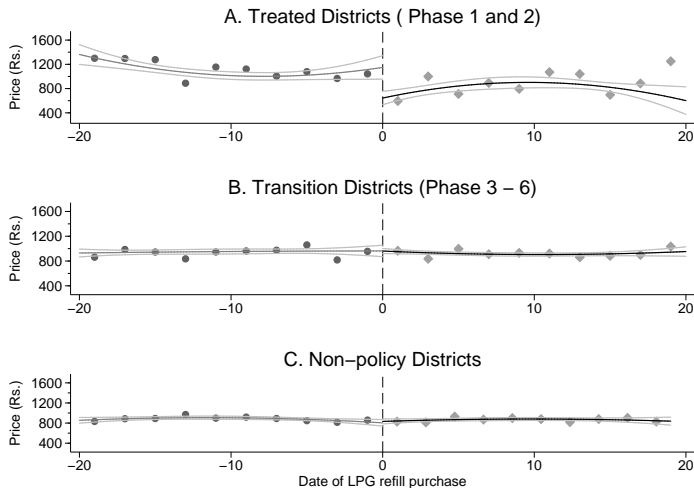 A. Treated Districts ( Phase 1 and 2)
Price (Rs.)
1600
1200
800
400
−20 −10 0 10 20
B. Transition Districts (Phase 3 − 6)
Price (Rs.)
1600
1200
800
400
−20 −10 0 10 20
C. Non−policy Districts
Price (Rs.)
1600
1200
800
400
−20 −10 0 10 20
Date of LPG refill purchase